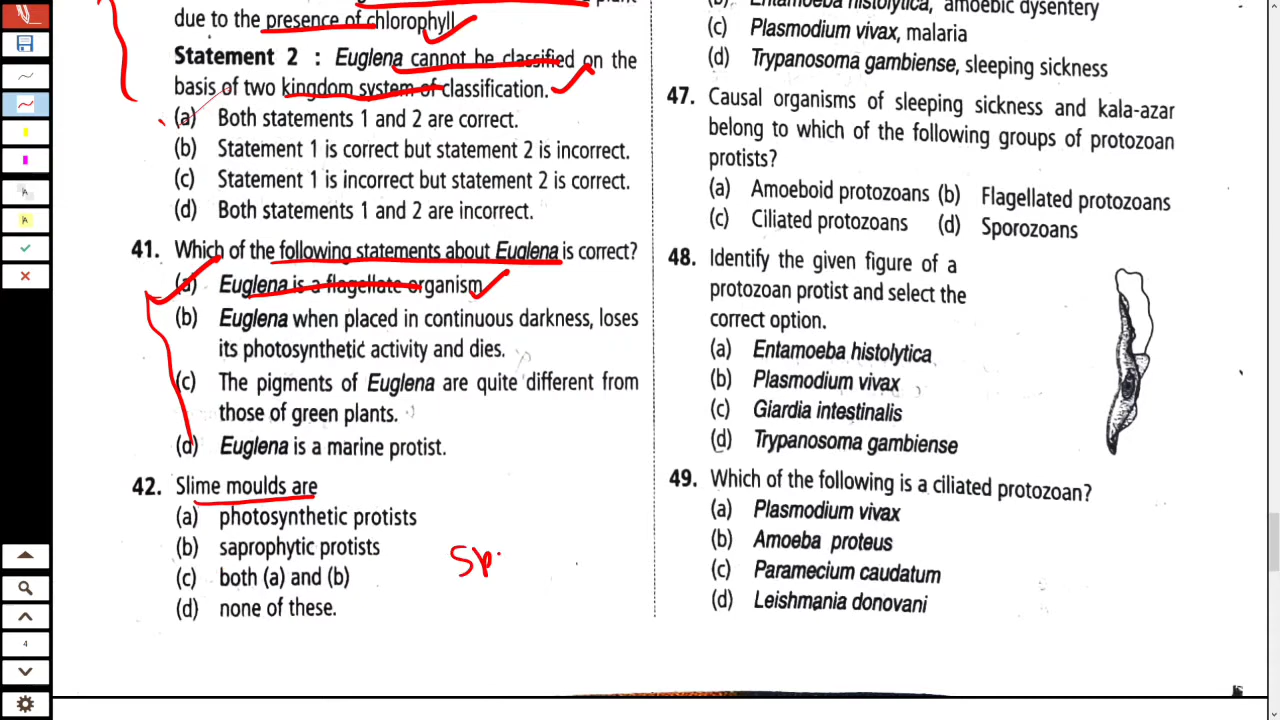 due to the presence of chlorophyll.
Statement 2 : Euglena cannot be classified on the
basis of two kingdom system of classification.
(a) Both statements 1 and 2 are correct.
(b) Statement 1 is correct but statement 2 is incorrect.
(c) Statement 1 is incorrect but statement 2 is correct.
(d) Both statements 1 and 2 are incorrect.
41. Which of the following statements about Euglena is correct?
(a) Euglena is a flagellate organism.
(b) Euglena when placed in continuous darkness, loses
its photosynthetic activity and dies.
(c) The pigments of Euglena are quite different from
those of green plants.
(d) Euglena is a marine protist.
42. Slime moulds are
(a) photosynthetic protists
(b) saprophytic protists
Sp
(c) both (a) and (b)
(d) none of these.
(b) Entamoeba histolytica, amoebic dysentery
(c) Plasmodium vivax, malaria
(d) Trypanosoma gambiense, sleeping sickness
47. Causal organisms of sleeping sickness and kala-azar
belong to which of the following groups of protozoan
protists?
(a) Amoeboid protozoans (b) Flagellated protozoans
(c) Ciliated protozoans (d) Sporozoans
48. Identify the given figure of a
protozoan protist and select the
correct option.
(a) Entamoeba histolytica
(b) Plasmodium vivax
(c) Giardia intestinalis
(d) Trypanosoma gambiense
49. Which of the following is a ciliated protozoan?
(a) Plasmodium vivax
(b) Amoeba proteus
(c) Paramecium caudatum
(d) Leishmania donovani
A
A
4